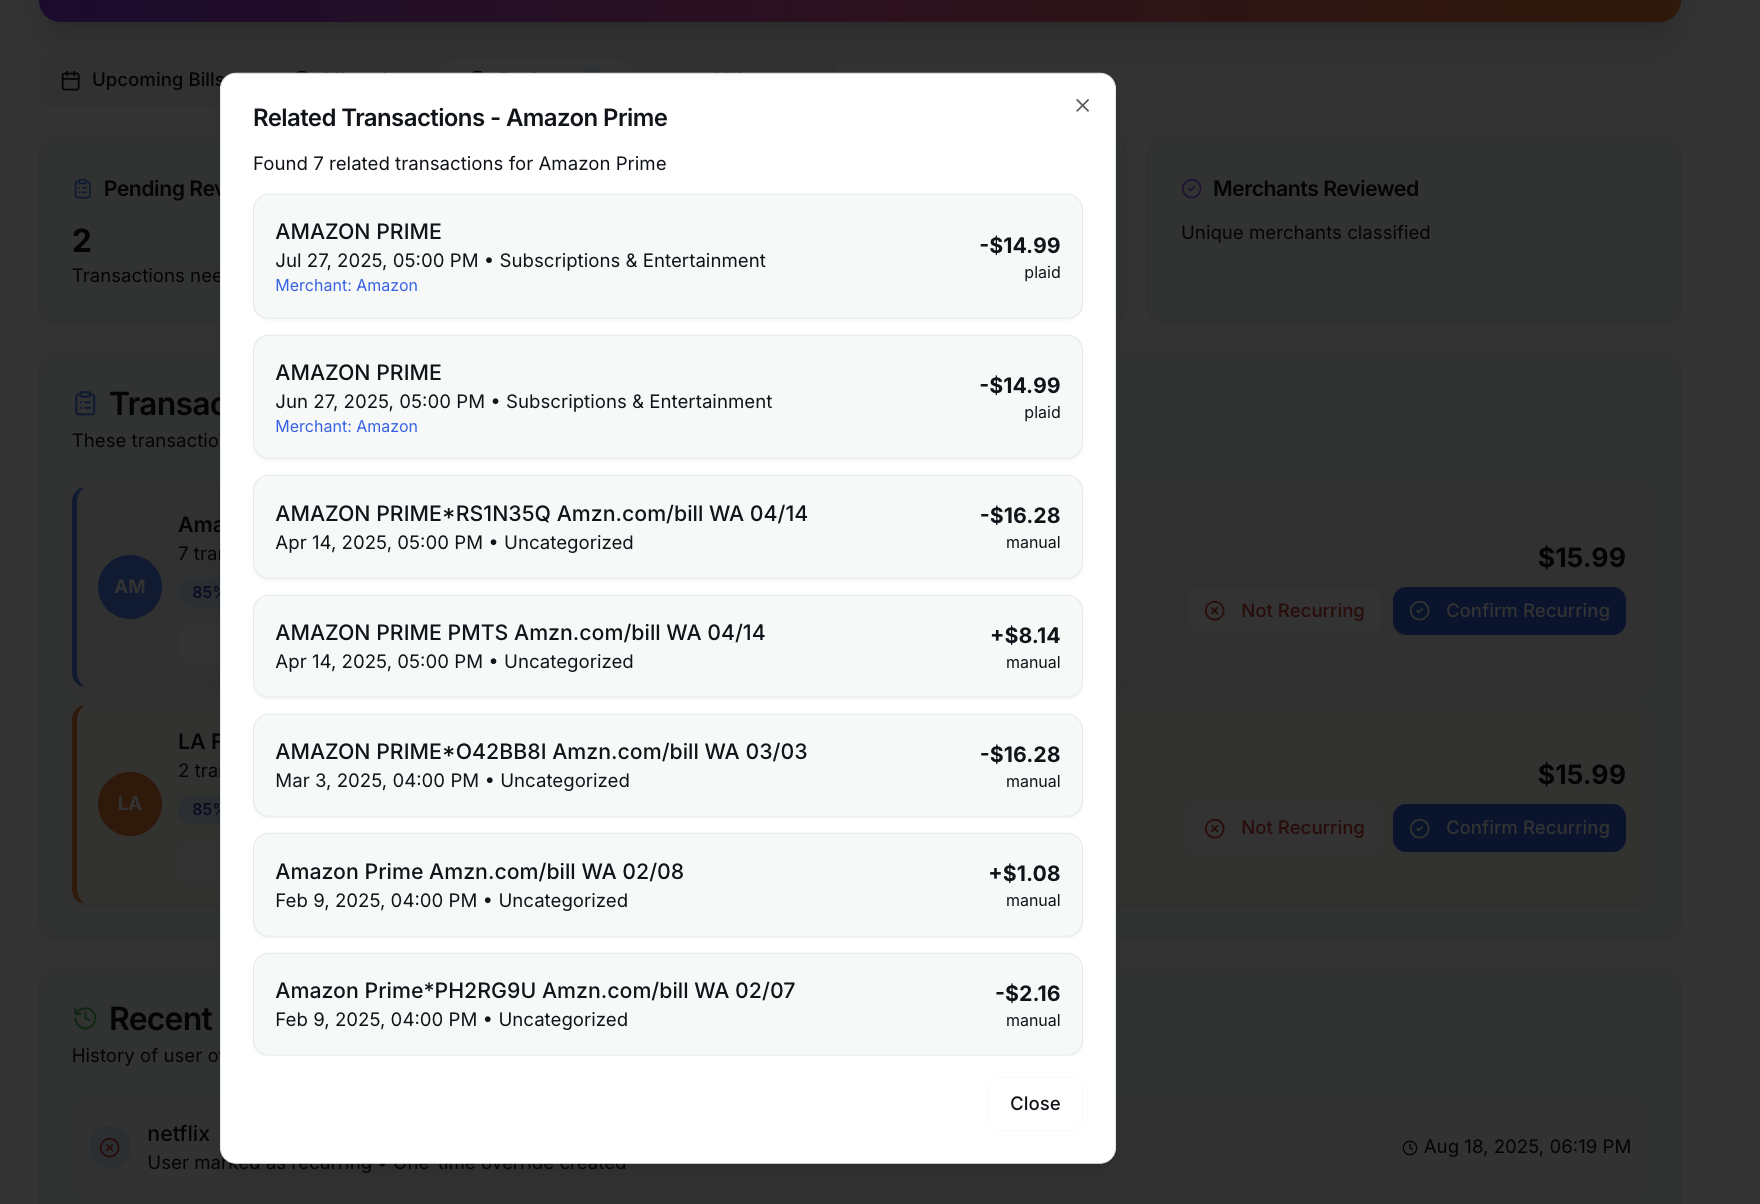 Upcoming Bills
Related Transactions - Amazon Prime
Found 7 related transactions for Amazon Prime
AMAZON PRIME
Jul 27, 2025, 05:00 PM • Subscriptions & Entertainment
Merchant: Amazon
-$14.99
plaid
AMAZON PRIME
Jun 27, 2025, 05:00 PM • Subscriptions & Entertainment
Merchant: Amazon
-$14.99
plaid
AMAZON PRIME*RS1N35Q Amzn.com/bill WA 04/14
Apr 14, 2025, 05:00 PM • Uncategorized
-$16.28
manual
AMAZON PRIME PMTS Amzn.com/bill WA 04/14
Apr 14, 2025, 05:00 PM • Uncategorized
+$8.14
manual
AMAZON PRIME*O42BB8I Amzn.com/bill WA 03/03
Mar 3, 2025, 04:00 PM • Uncategorized
-$16.28
manual
Amazon Prime Amzn.com/bill WA 02/08
Feb 9, 2025, 04:00 PM • Uncategorized
+$1.08
manual
Amazon Prime*PH2RG9U Amzn.com/bill WA 02/07
Feb 9, 2025, 04:00 PM • Uncategorized
-$2.16
manual
Close
Pending Rev
2
Transactions nee
Merchants Reviewed
Unique merchants classified
Transac
These transactio
AM
Ama
7 tra
85%
$15.99
Not Recurring
Confirm Recurring
LA
LA F
2 tra
85%
$15.99
Not Recurring
Confirm Recurring
Recent
History of user o
netflix
User marked as recurring • One-time override created
Aug 18, 2025, 06:19 PM